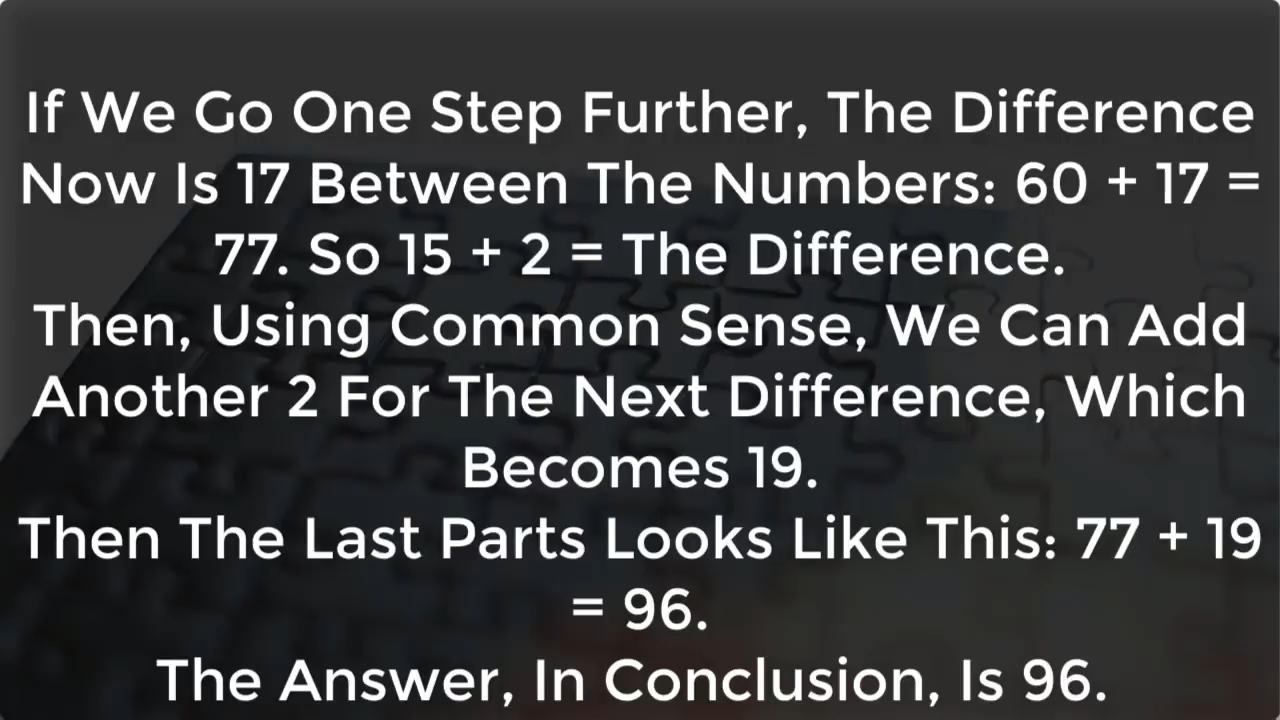 If We Go One Step Further, The Difference
Now Is 17 Between The Numbers: 60 + 17 =
77. So 15 + 2 = The Difference.
Then, Using Common Sense, We Can Add
Another 2 For The Next Difference, Which
Becomes 19.
Then The Last Parts Looks Like This: 77 + 19
= 96.
The Answer, In Conclusion, Is 96.